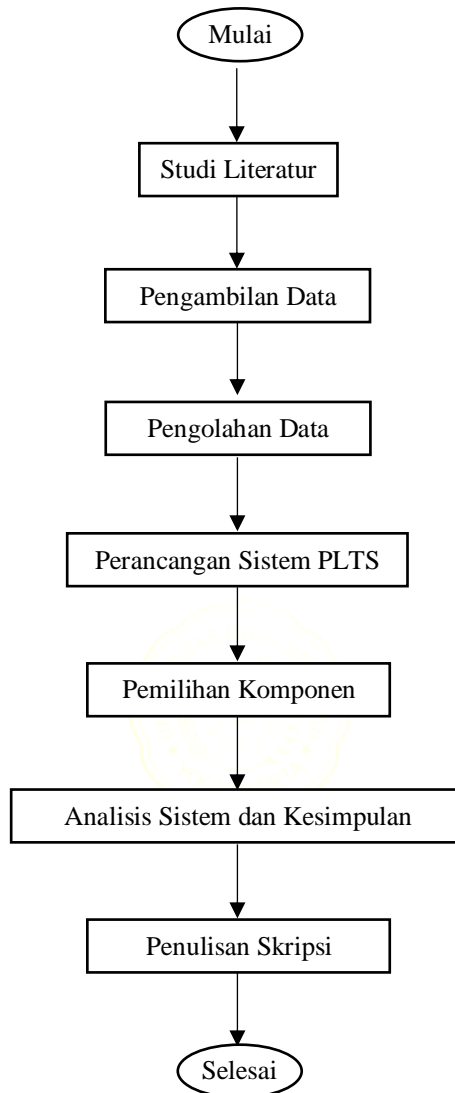 Mulai
Studi Literatur
Pengambilan Data
Pengolahan Data
Perancangan Sistem PLTS
Pemilihan Komponen
Analisis Sistem dan Kesimpulan
Penulisan Skripsi
Selesai